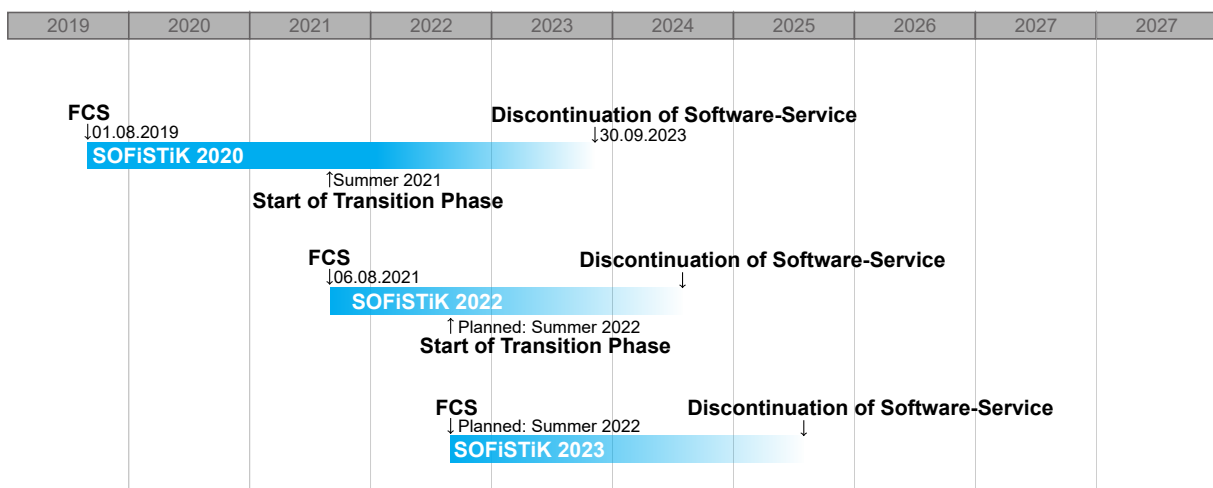 2019 2020 2021 2022 2023 2024 2025 2026 2027 2027
FCS
↓01.08.2019
Discontinuation of Software-Service
↓30.09.2023
SOFiSTiK 2020
↑Summer 2021
Start of Transition Phase
FCS
↓06.08.2021
Discontinuation of Software-Service
↓
SOFiSTiK 2022
↑ Planned: Summer 2022
Start of Transition Phase
FCS
↓ Planned: Summer 2022
Discontinuation of Software-Service
↓
SOFiSTiK 2023